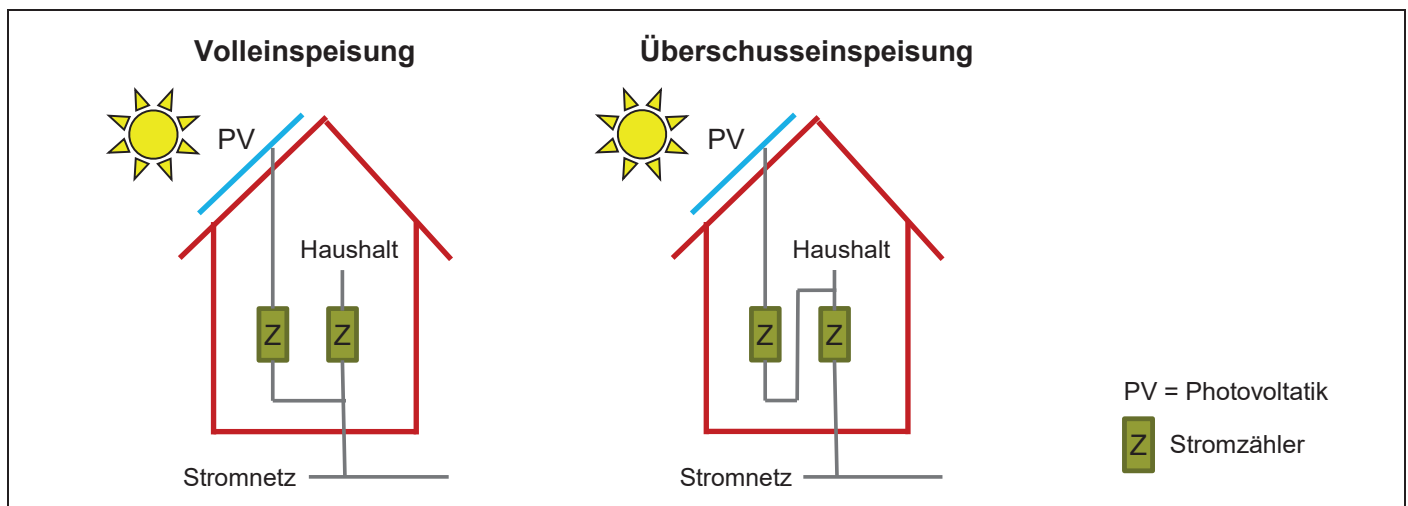 Volleinspeisung
PV
Haushalt
Z Z
Stromnetz
Überschusseinspeisung
PV
Haushalt
Z Z
Stromnetz
PV = Photovoltatik
Z Stromzähler